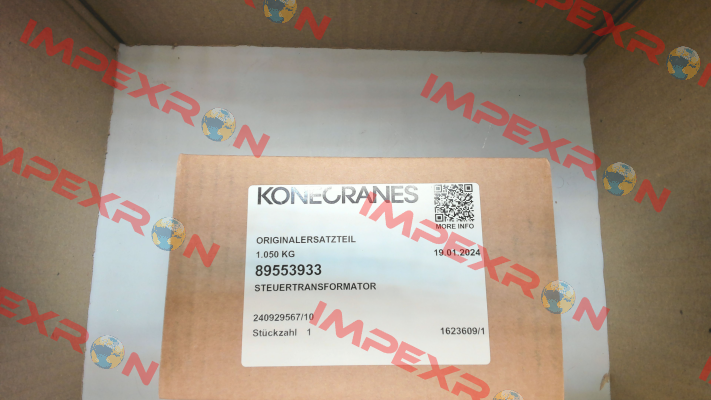 KONECRANES
MORE INFO
ORIGINALERSATZTEIL
1.050 KG 19.01.2024
89553933
STEUERTRANSFORMATOR
240929567/10
Stückzahl 1 1623609/1
IMPEXRON
IMPEXRON
IMPEXRON
IMPEXRON
IMPEXRON
IMPEXRON
IMPEXRON